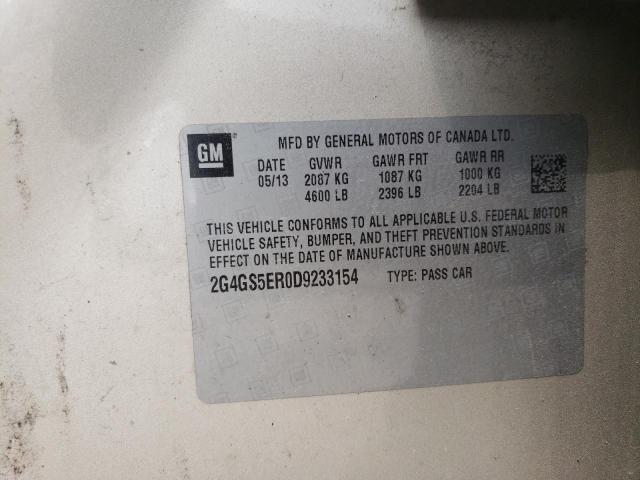 GM
MFD BY GENERAL MOTORS OF CANADA LTD.
DATE GVWR GAWR FRT GAWR RR
05/13 2087 KG 1087 KG 1000 KG
4600 LB 2396 LB 2204 LB
THIS VEHICLE CONFORMS TO ALL APPLICABLE U.S. FEDERAL MOTOR
VEHICLE SAFETY, BUMPER, AND THEFT PREVENTION STANDARDS IN
EFFECT ON THE DATE OF MANUFACTURE SHOWN ABOVE.
2G4GS5ER0D9233154 TYPE: PASS CAR